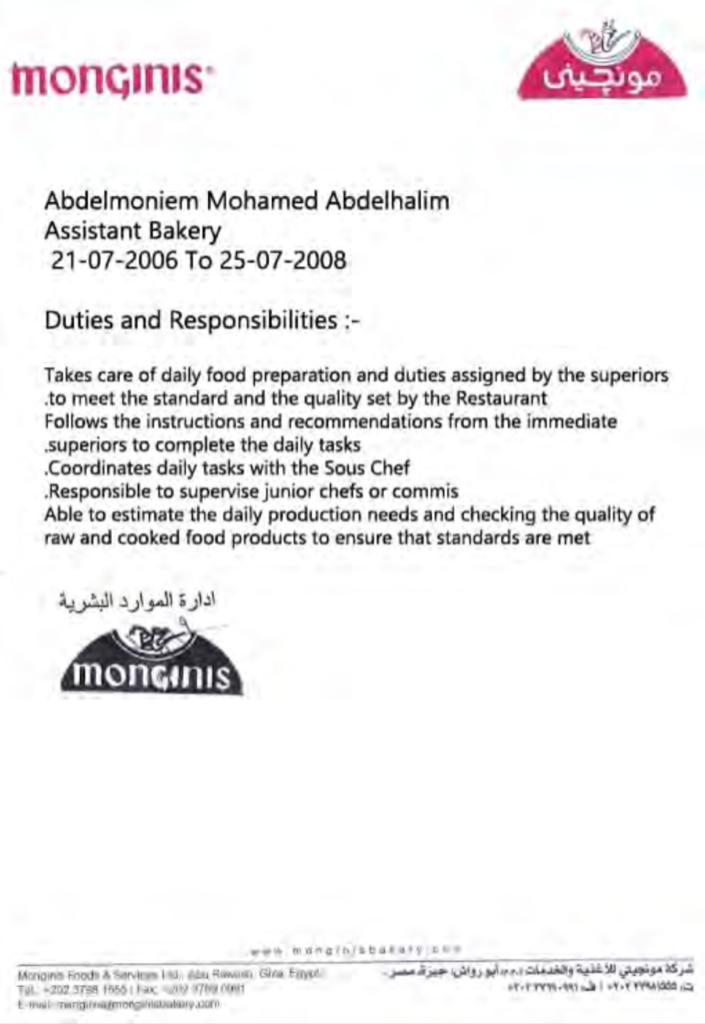 monginis
مونجيني
Abdelmoniem Mohamed Abdelhalim
Assistant Bakery
21-07-2006 To 25-07-2008
Duties and Responsibilities :-
Takes care of daily food preparation and duties assigned by the superiors
.to meet the standard and the quality set by the Restaurant
Follows the instructions and recommendations from the immediate
.superiors to complete the daily tasks
.Coordinates daily tasks with the Sous Chef
.Responsible to supervise junior chefs or commis
Able to estimate the daily production needs and checking the quality of
raw and cooked food products to ensure that standards are met
ادارة الموارد البشرية
monginis
www.monginisbakery.com
Monginis Foods & Services Ltd., Abu Rawash, Giza, Egypt.
شركة مونجيني للأغذية والخدمات أبو رواش، جيزة، مصر.
Tel.: +202 3798 1555 | Fax:
E-mail: monginis@monginisbakery.com